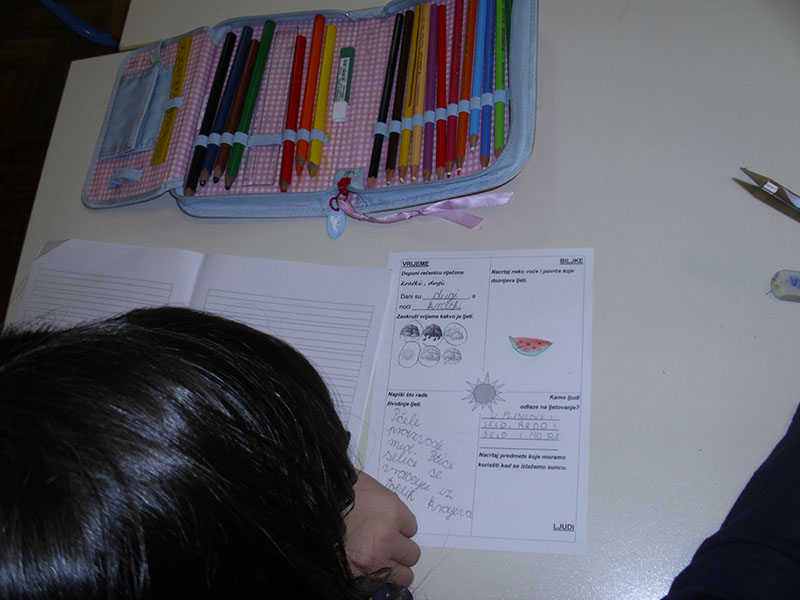 VRIJEME
Dopuni rečenicu riječima
kratki, dugi.
Dani su dugi, a
noći kratki.
Zaokruži vrijeme kakvo je ljeti.
BILJKE
Nacrtaj neko voće i povrće koje
dozrijeva ljeti.
Napiši što rade
životinje ljeti.
Pčele
proizvode
med. Ptice
selice se
vraćaju iz
toplih krajeva
Kamo ljudi
odlaze na ljetovanje?
U PLANINE,
SELO
SELO I MORE
Nacrtaj predmete koje moramo
koristiti kad se izlažemo suncu.
LJUDI